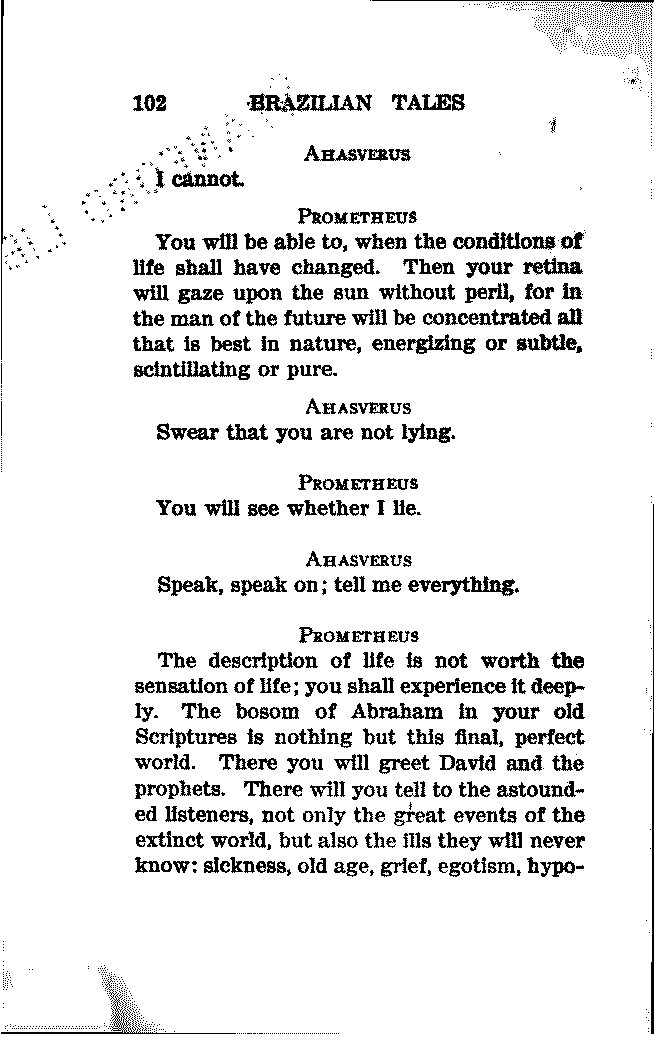 102 BRAZILIAN TALES
AHASVERUS
I cannot.
PROMETHEUS
You will be able to, when the conditions of
life shall have changed. Then your retina
will gaze upon the sun without peril, for in
the man of the future will be concentrated all
that is best in nature, energizing or subtle,
scintillating or pure.
AHASVERUS
Swear that you are not lying.
PROMETHEUS
You will see whether I lie.
AHASVERUS
Speak, speak on; tell me everything.
PROMETHEUS
The description of life is not worth the
sensation of life; you shall experience it deep-
ly. The bosom of Abraham in your old
Scriptures is nothing but this final, perfect
world. There you will greet David and the
prophets. There will you tell to the astound-
ed listeners, not only the great events of the
extinct world, but also the ills they will never
know: sickness, old age, grief, egotism, hypo-